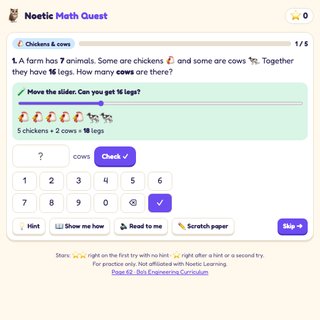 Noetic Math Quest
0
Chickens & cows
1 / 5
1. A farm has 7 animals. Some are chickens and some are cows. Together
they have 16 legs. How many cows are there?
Move the slider. Can you get 16 legs?
5 chickens + 2 cows = 18 legs
?
cows
Check ✓
1 2 3 4 5 6
7 8 9 0 ⌫ ✓
Hint
Show me how
Read to me
Scratch paper
Skip →
Stars: ⭐⭐ right on the first try with no hint · ⭐ right after a hint or a second try.
For practice only. Not affiliated with Noetic Learning.
Page 62 · Bo's Engineering Curriculum